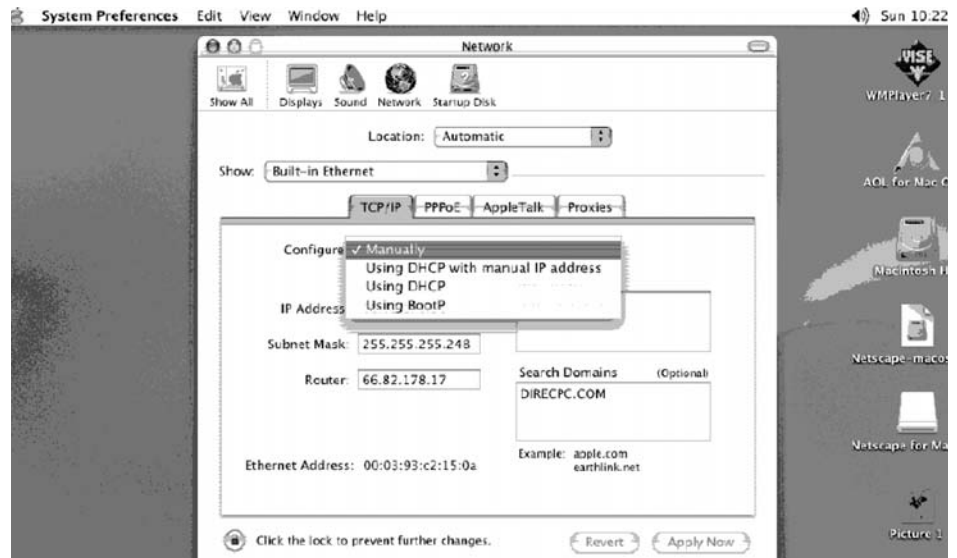 System Preferences Edit View Window Help
Sun 10:22
Network
Show All Displays Sound Network Startup Disk
Location: Automatic
Show: Built-in Ethernet
TCP/IP PPPoE AppleTalk Proxies
Configure ✓ Manually
Using DHCP with manual IP address
Using DHCP
Using BootP
IP Address
Subnet Mask: 255.255.255.248
Router: 66.82.178.17
Search Domains (Optional)
DIRECPC.COM
Example: apple.com
earthlink.net
Ethernet Address: 00:03:93:c2:15:0a
Click the lock to prevent further changes.
Revert Apply Now
VISE
WMPlayer7 1
AOL for Mac O
Macintosh H
Netscape-macos
Netscape for Ma
Picture 1